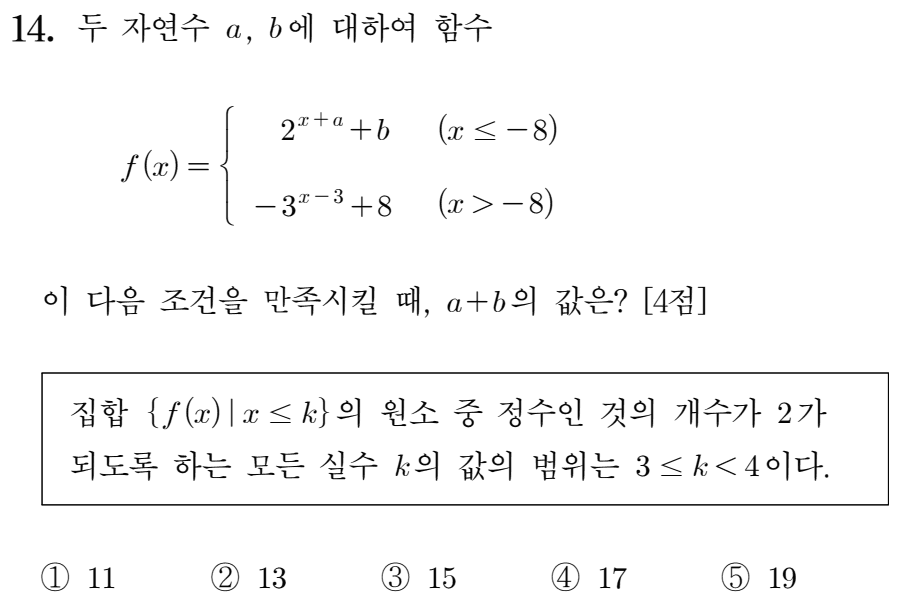 14. 두 자연수 a, b에 대하여 함수
f(x) = { 2^{x+a} + b (x ≤ -8)
-3^{x-3} + 8 (x > -8)
이 다음 조건을 만족시킬 때, a+b의 값은? [4점]
집합 {f(x) | x ≤ k}의 원소 중 정수인 것의 개수가 2가
되도록 하는 모든 실수 k의 값의 범위는 3 ≤ k < 4이다.
① 11 ② 13 ③ 15 ④ 17 ⑤ 19